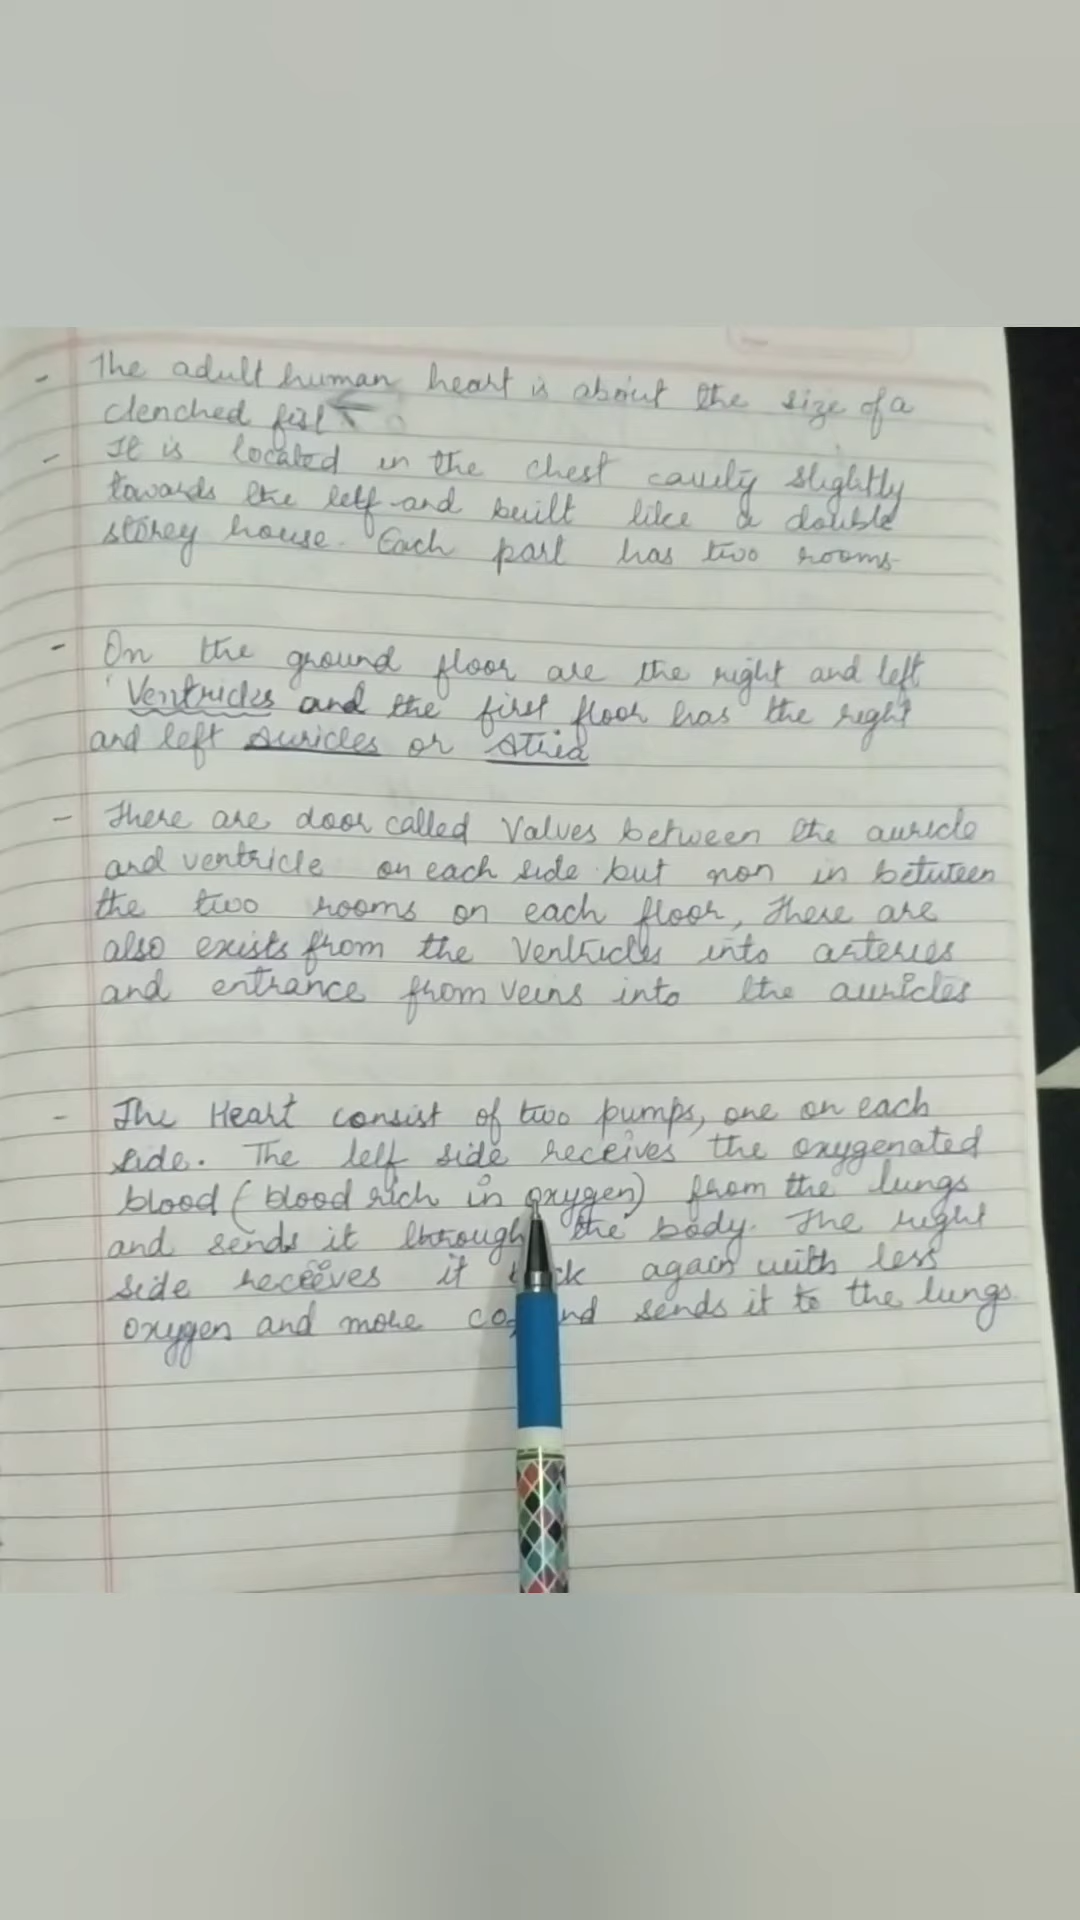 - The adult human heart is about the size of a
clenched fist
- It is located in the chest cavity slightly
towards the left and built like a double
storey house. Each part has two rooms
- On the ground floor are the right and left
Ventricles and the first floor has the right
and left Auricles or Atria
- There are door called Valves between the auricle
and ventricle on each side but non in between
the two rooms on each floor, There are
also exists from the Ventricles into arteries
and entrance from veins into the auricles
- The Heart consist of two pumps, one on each
side. The left side receives the oxygenated
blood (blood rich in oxygen) from the lungs
and sends it through the body. The right
side receives it again with less
oxygen and more sends it to the lungs.